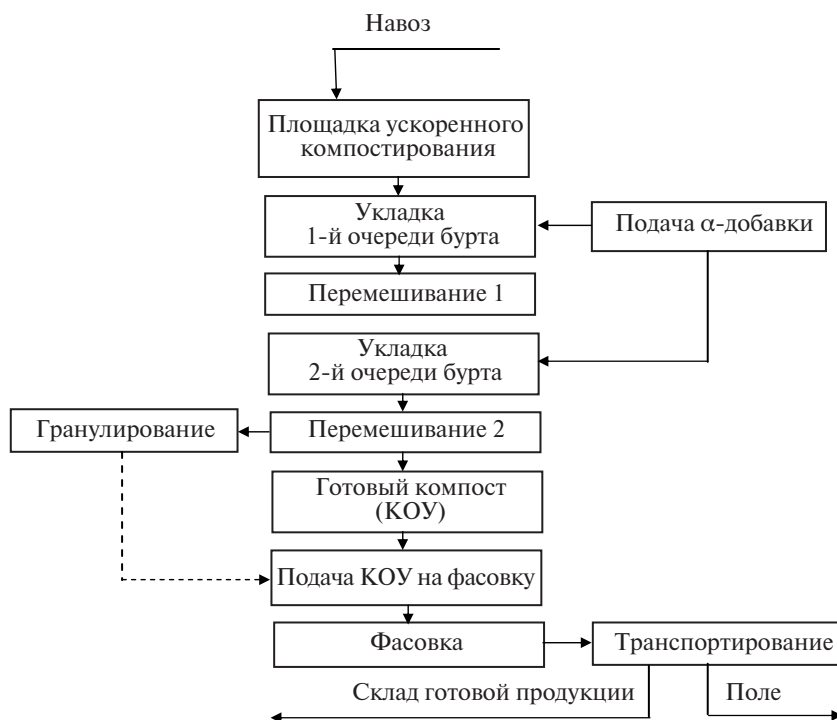 Навоз
Площадка ускоренного
компостирования
Укладка
1-й очереди бурта
Подача α-добавки
Перемешивание 1
Укладка
2-й очереди бурта
Гранулирование
Перемешивание 2
Готовый компост
(КОУ)
Подача КОУ на фасовку
Фасовка
Транспортирование
Склад готовой продукции
Поле